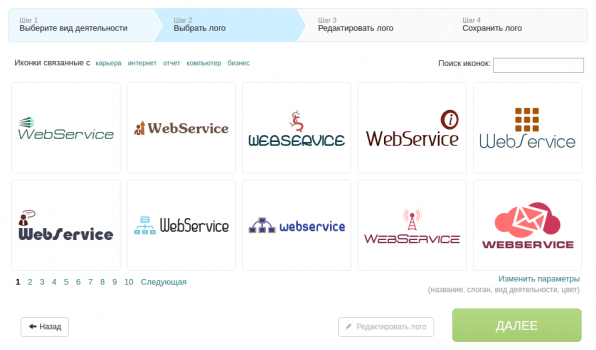 Шаг 1
Выберите вид деятельности
Шаг 2
Выбрать лого
Шаг 3
Редактировать лого
Шаг 4
Сохранить лого
Иконки связанные с карьера интернет отчет компьютер бизнес
Поиск иконок:
WebService
WebService
WEBSERVICE
WebService
WebService
WebService
WebService
webservice
WEBSERVICE
WEBSERVICE
1 2 3 4 5 6 7 8 9 10 Следующая
Изменить параметры
(название, слоган, вид деятельности, цвет)
Назад
Редактировать лого
ДАЛЕЕ